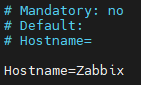 # Mandatory: no
# Default:
# Hostname=
Hostname=Zabbix